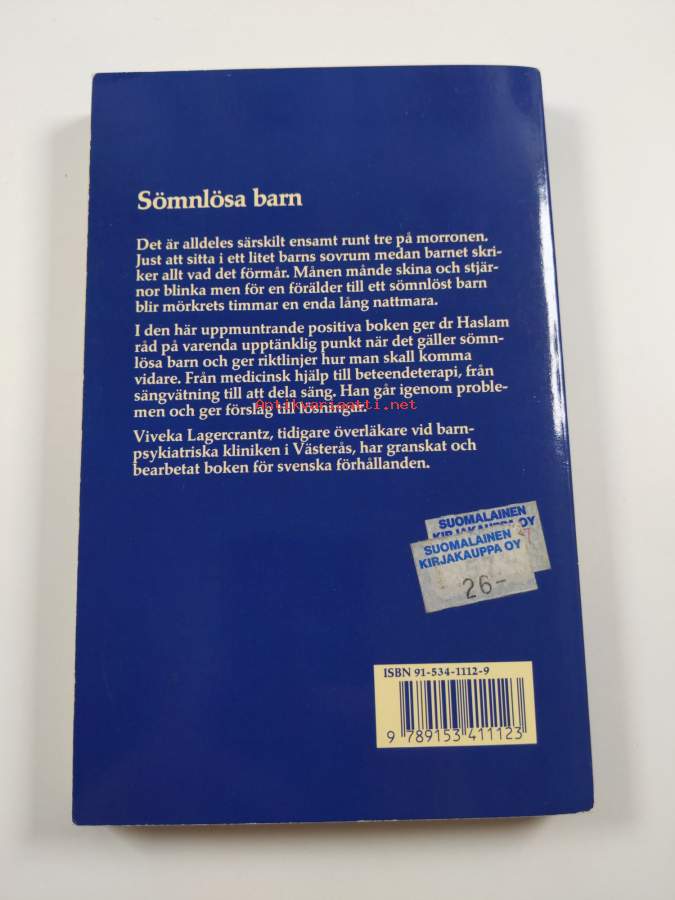 Sömnlösa barn
Det är alldeles särskilt ensamt runt tre på morronen.
Just att sitta i ett litet barns sovrum medan barnet skri-
ker allt vad det förmår. Månen månde skina och stjär-
nor blinka men för en förälder till ett sömnlöst barn
blir mörkrets timmar en enda lång nattmara.
I den här uppmuntrande positiva boken ger dr Haslam
råd på varenda upptänklig punkt när det gäller sömn-
lösa barn och ger riktlinjer hur man skall komma
vidare. Från medicinsk hjälp till beteendeterapi, från
sängvätning till att dela säng. Han går igenom proble-
men och ger förslag till lösningar.
Antikvariaatti.net
Viveka Lagercrantz, tidigare överläkare vid barn-
psykiatriska kliniken i Västerås, har granskat och
bearbetat boken för svenska förhållanden.
SUOMALAINEN
KIRJAKAUPPA OY
SUOMALAINEN
KIRJAKAUPPA OY
26-
ISBN 91-534-1112-9
9 789153 411123